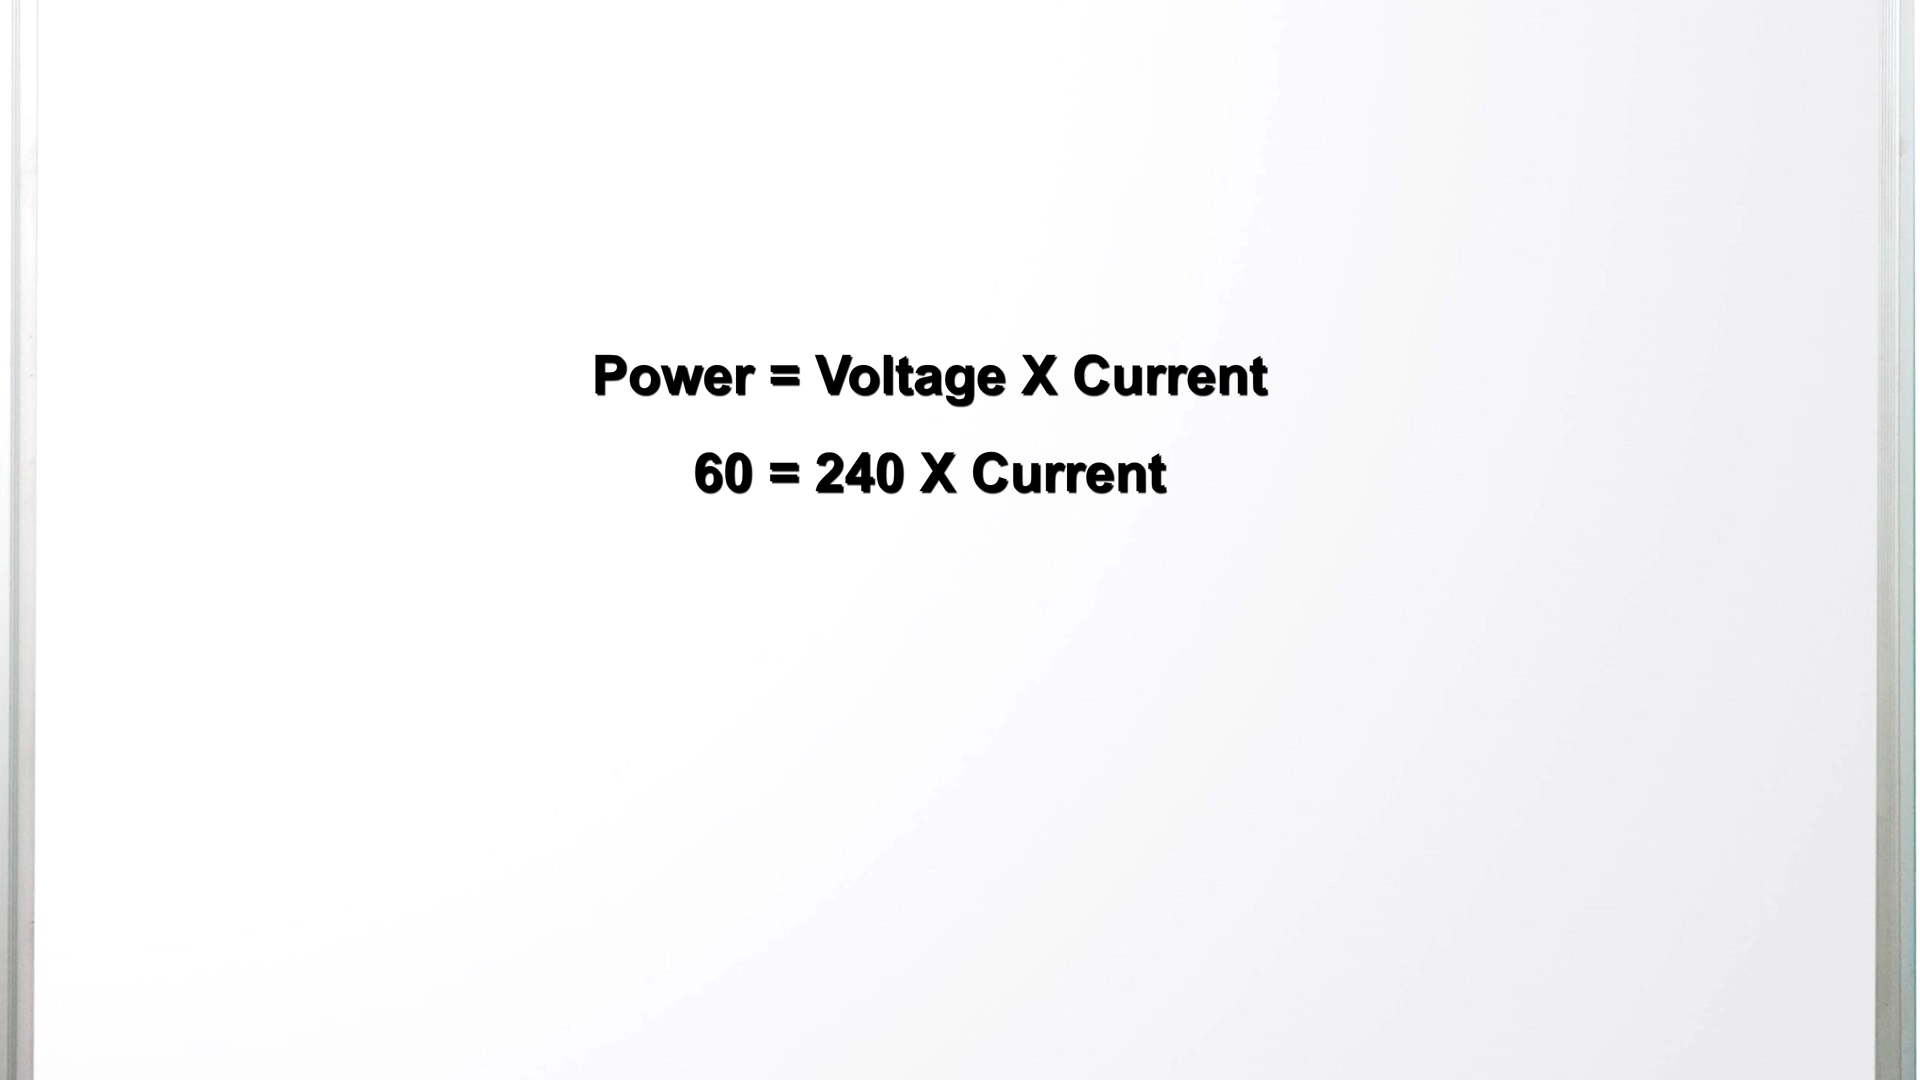 Power = Voltage X Current
60 = 240 X Current